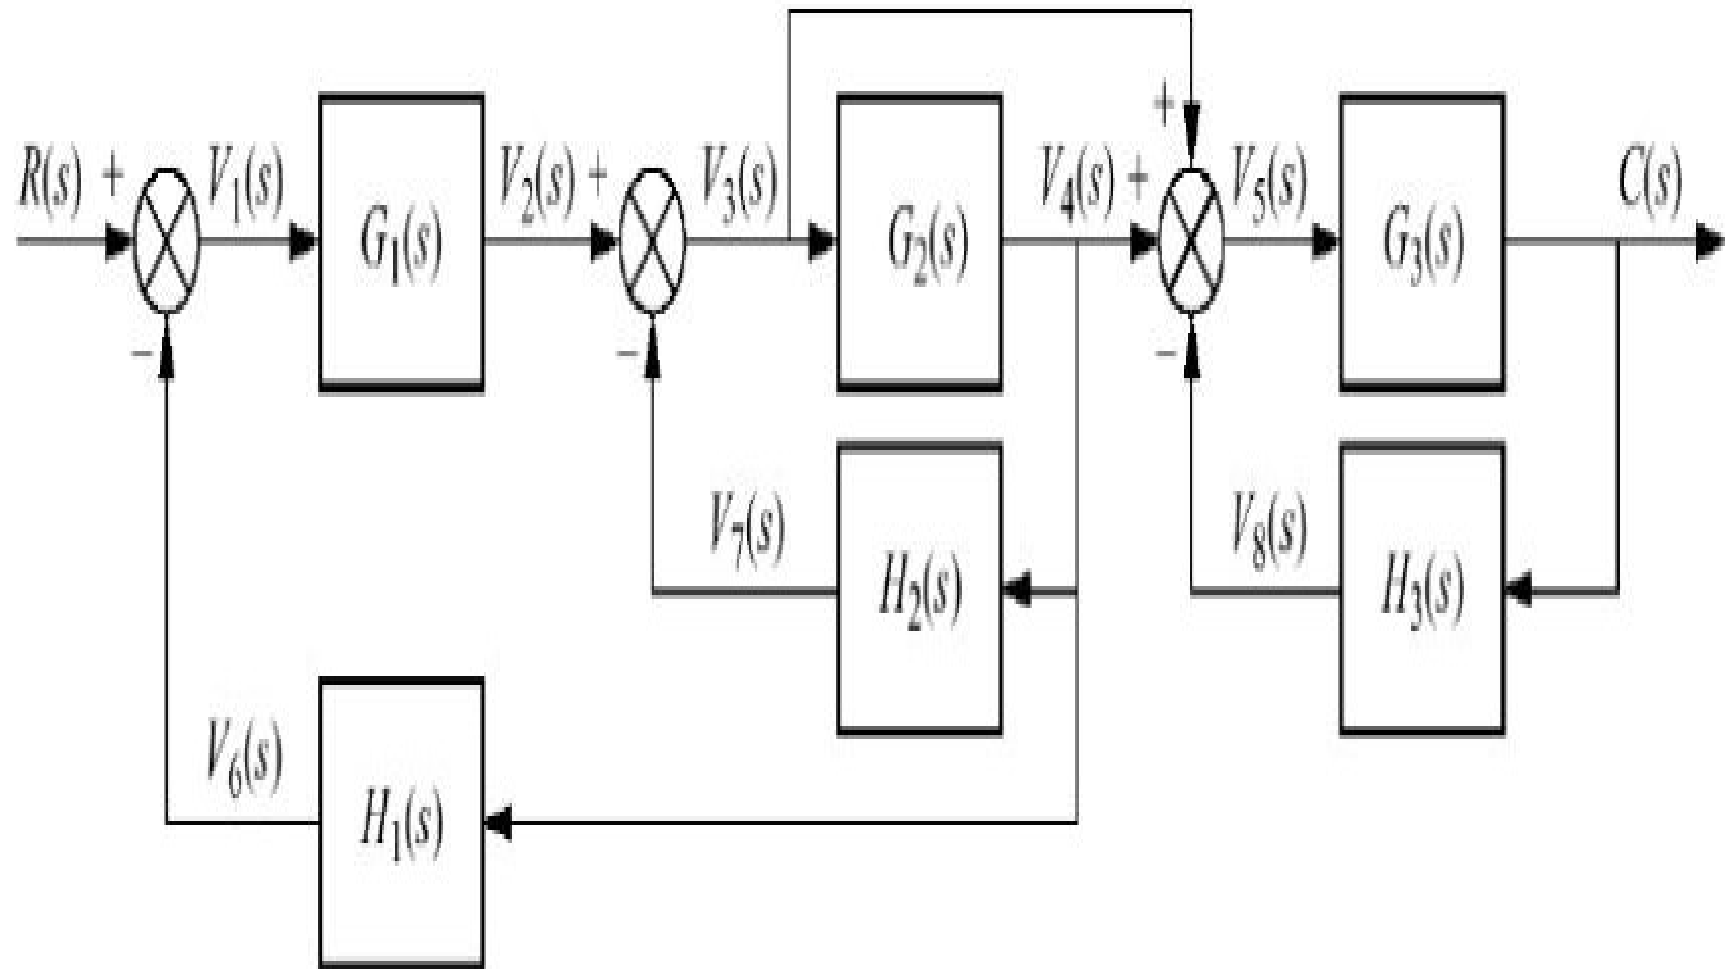 R(s) + V₁(s) G₁(s) V₂(s) + V₃(s) G₂(s) V₄(s) + + V₅(s) G₃(s) C(s)
− − −
V₇(s) H₂(s) V₈(s) H₃(s)
V₆(s) H₁(s)